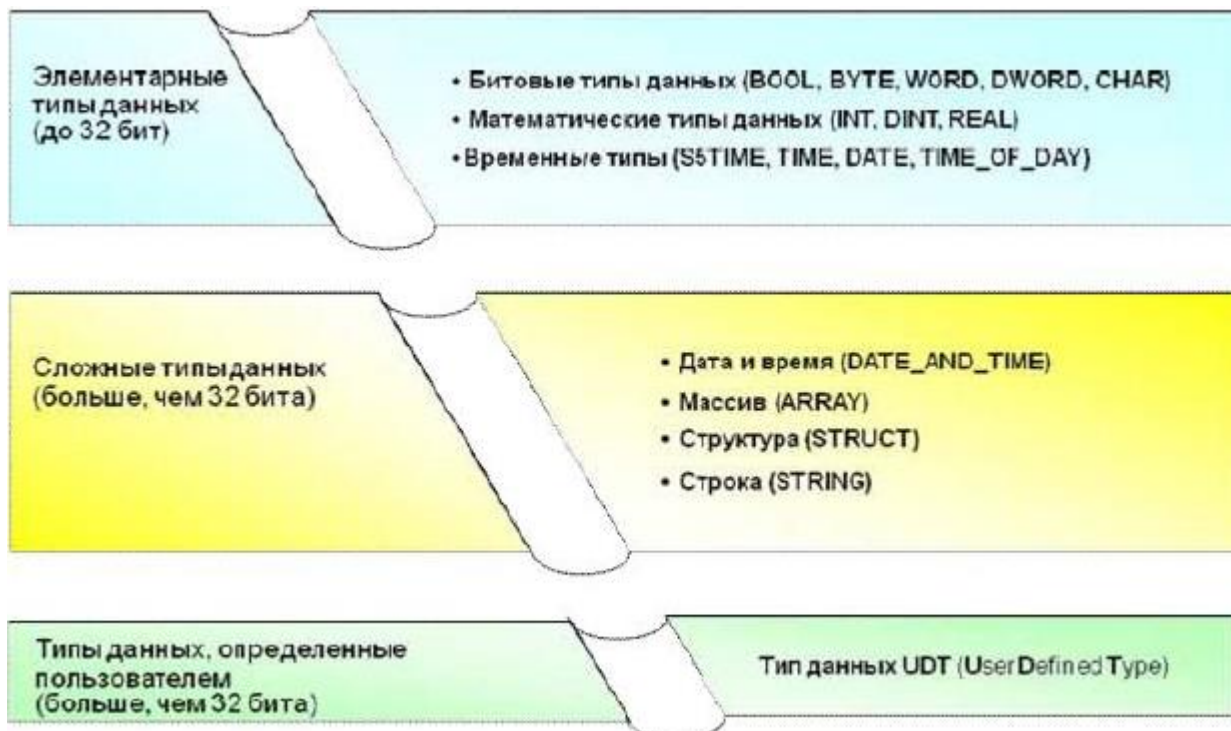 Элементарные
типы данных
(до 32 бит)
• Битовые типы данных (BOOL, BYTE, WORD, DWORD, CHAR)
• Математические типы данных (INT, DINT, REAL)
• Временные типы (S5TIME, TIME, DATE, TIME_OF_DAY)
Сложные типы данных
(больше, чем 32 бита)
• Дата и время (DATE_AND_TIME)
• Массив (ARRAY)
• Структура (STRUCT)
• Строка (STRING)
Типы данных, определенные
пользователем
(больше, чем 32 бита)
Тип данных UDT (User Defined Type)